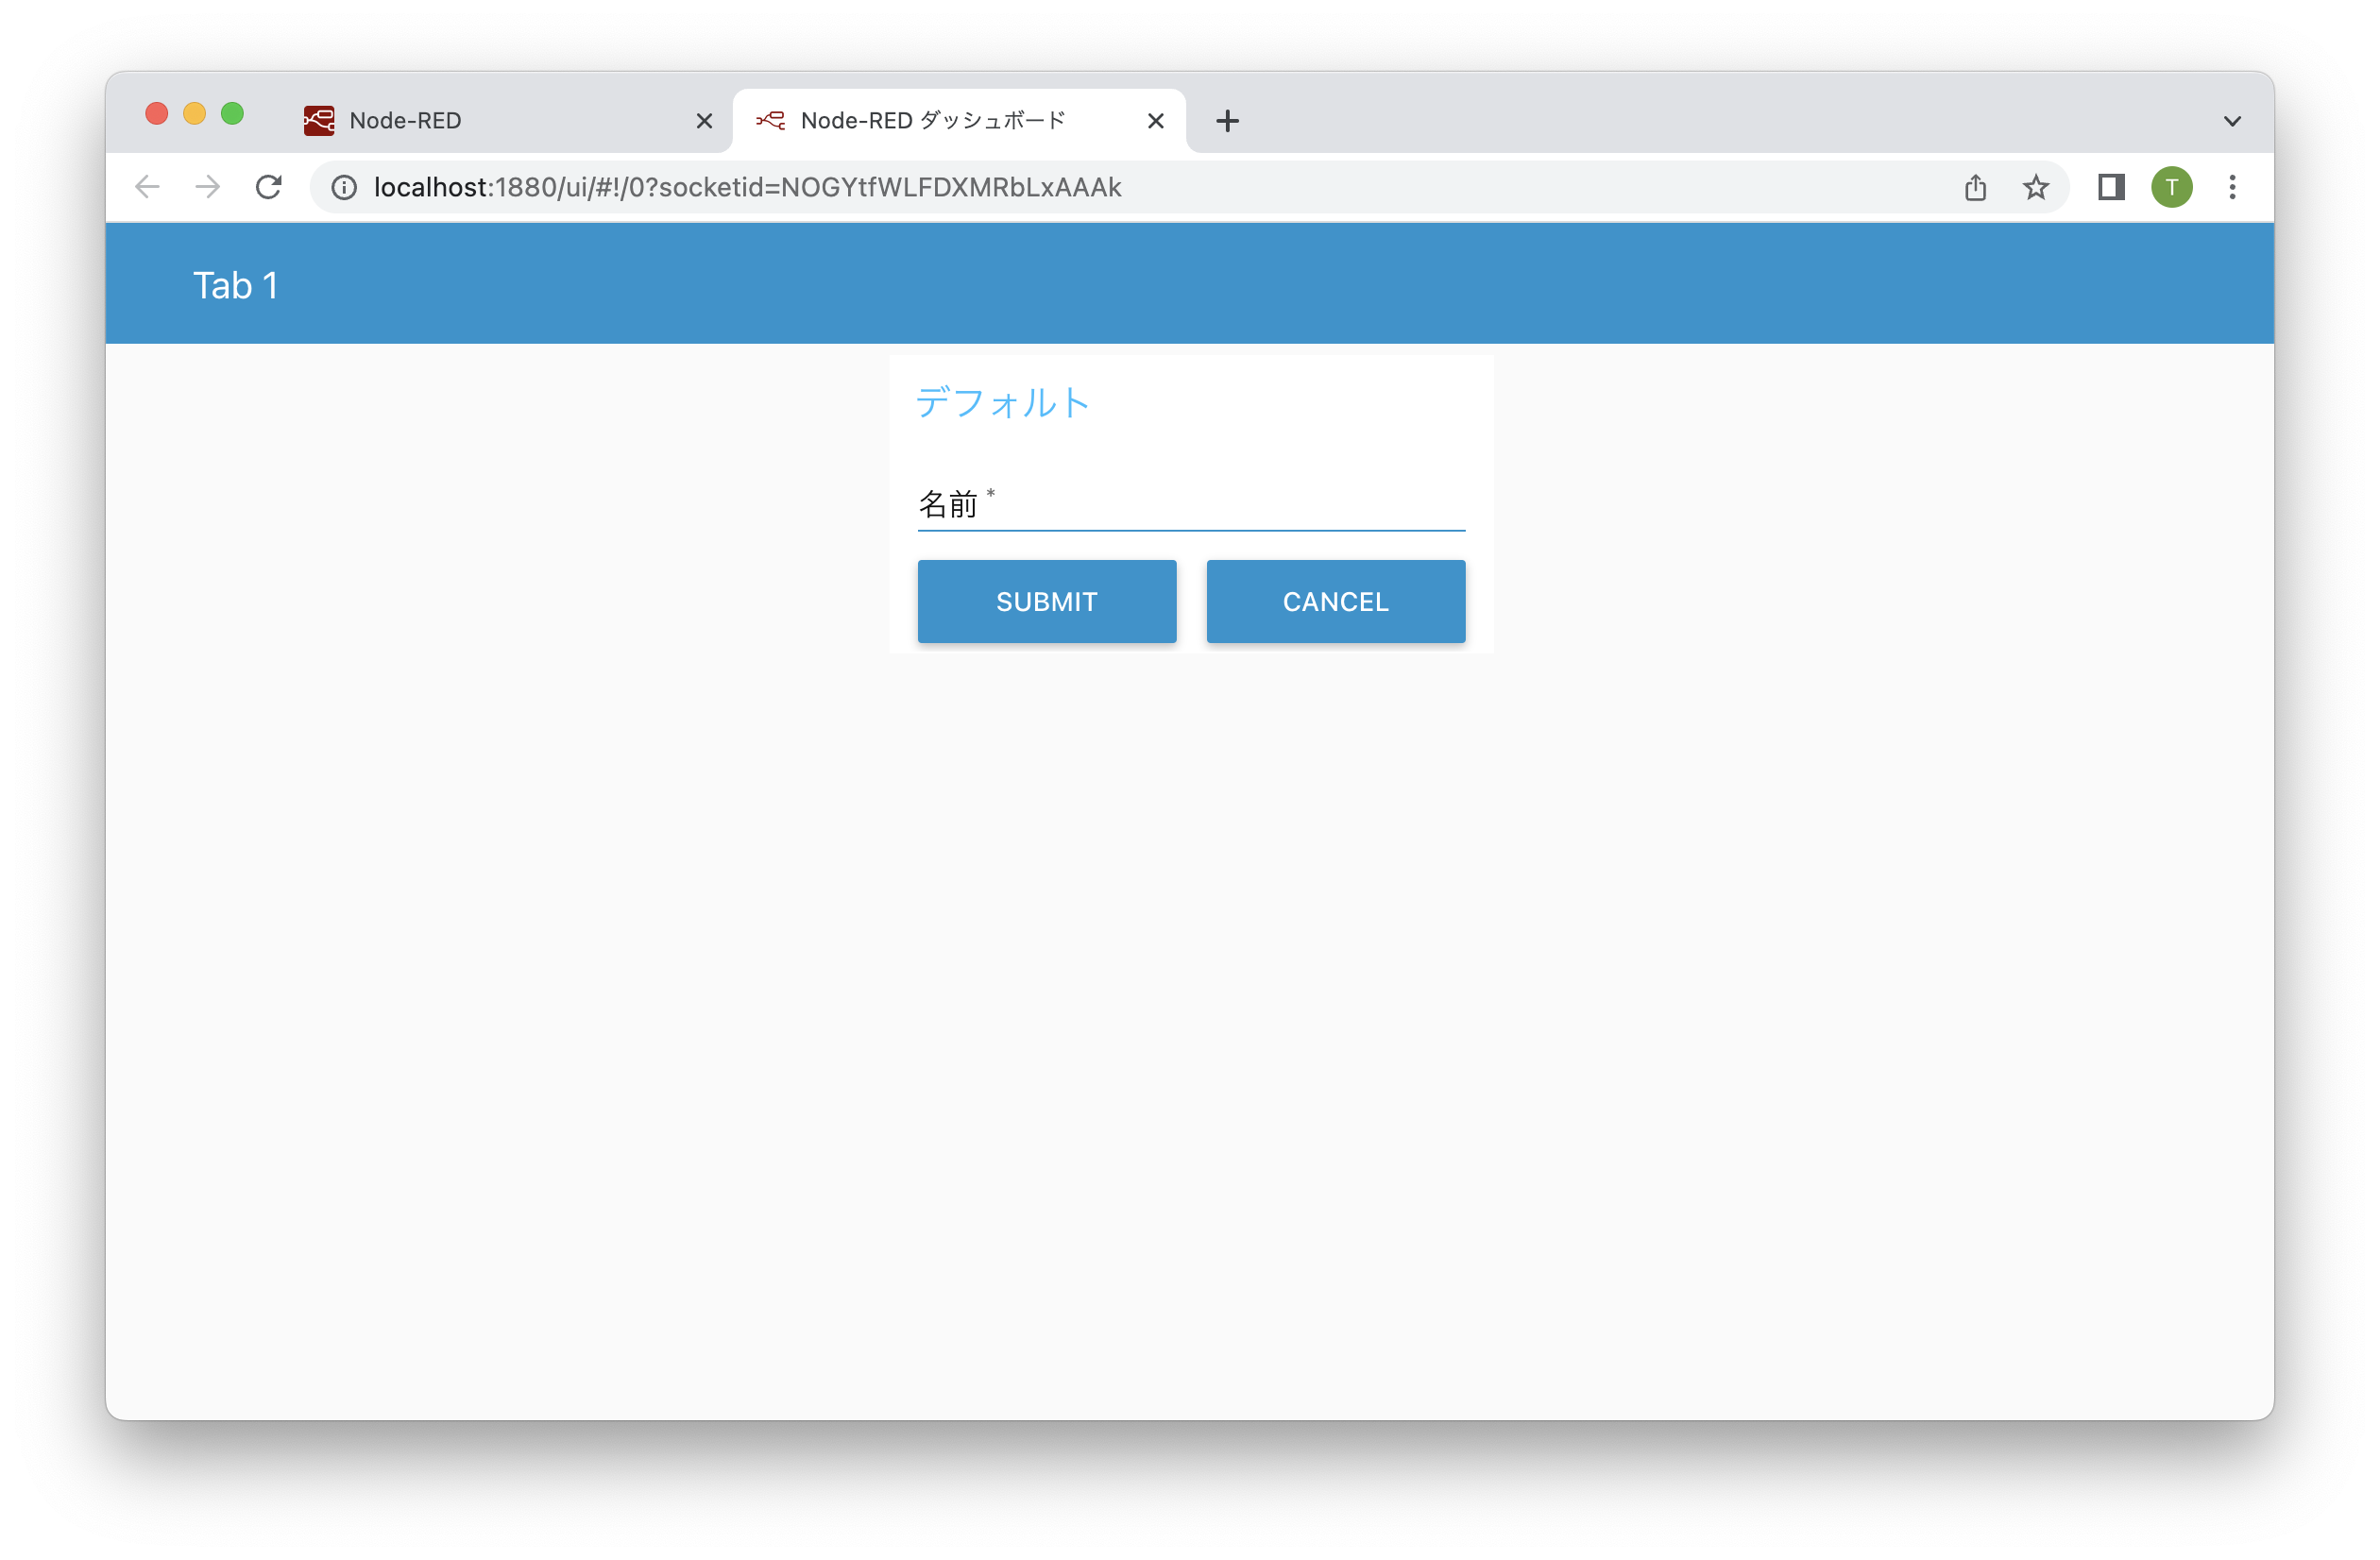 Node-RED
Node-RED ダッシュボード
localhost:1880/ui/#!/0?socketid=NOGYtfWLFDXMRbLxAAAk
T
Tab 1
デフォルト
名前 *
SUBMIT
CANCEL